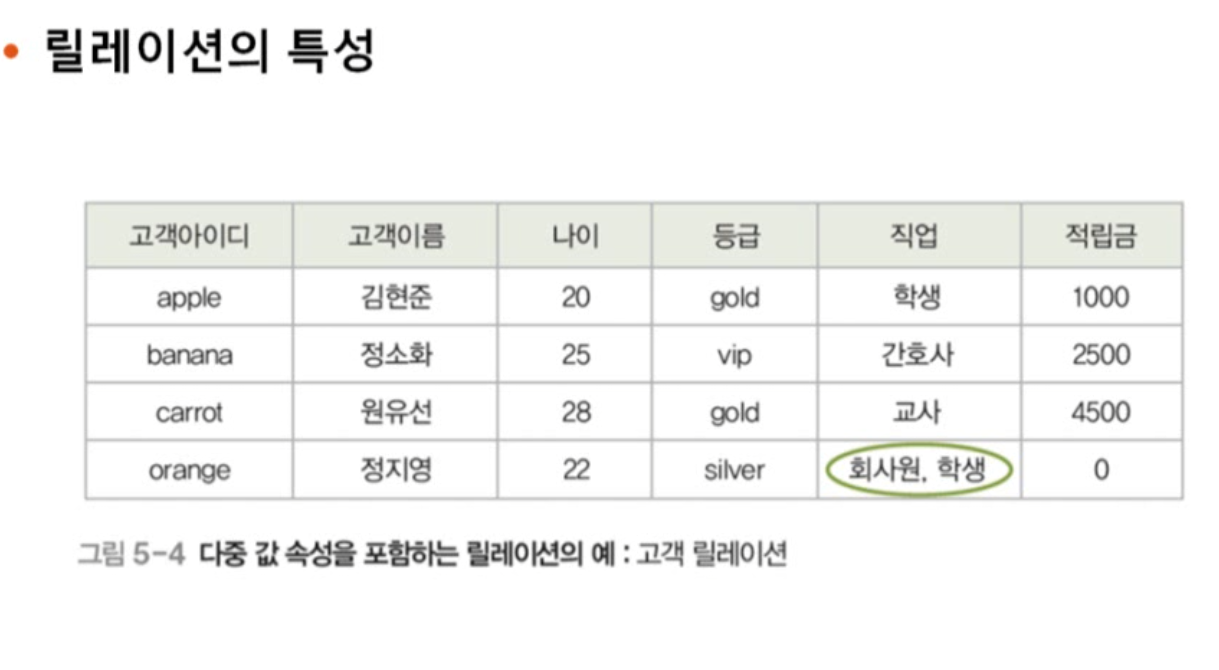 • 릴레이션의 특성
고객아이디 고객이름 나이 등급 직업 적립금
apple 김현준 20 gold 학생 1000
banana 정소화 25 vip 간호사 2500
carrot 원유선 28 gold 교사 4500
orange 정지영 22 silver 회사원, 학생 0
그림 5-4 다중 값 속성을 포함하는 릴레이션의 예 : 고객 릴레이션